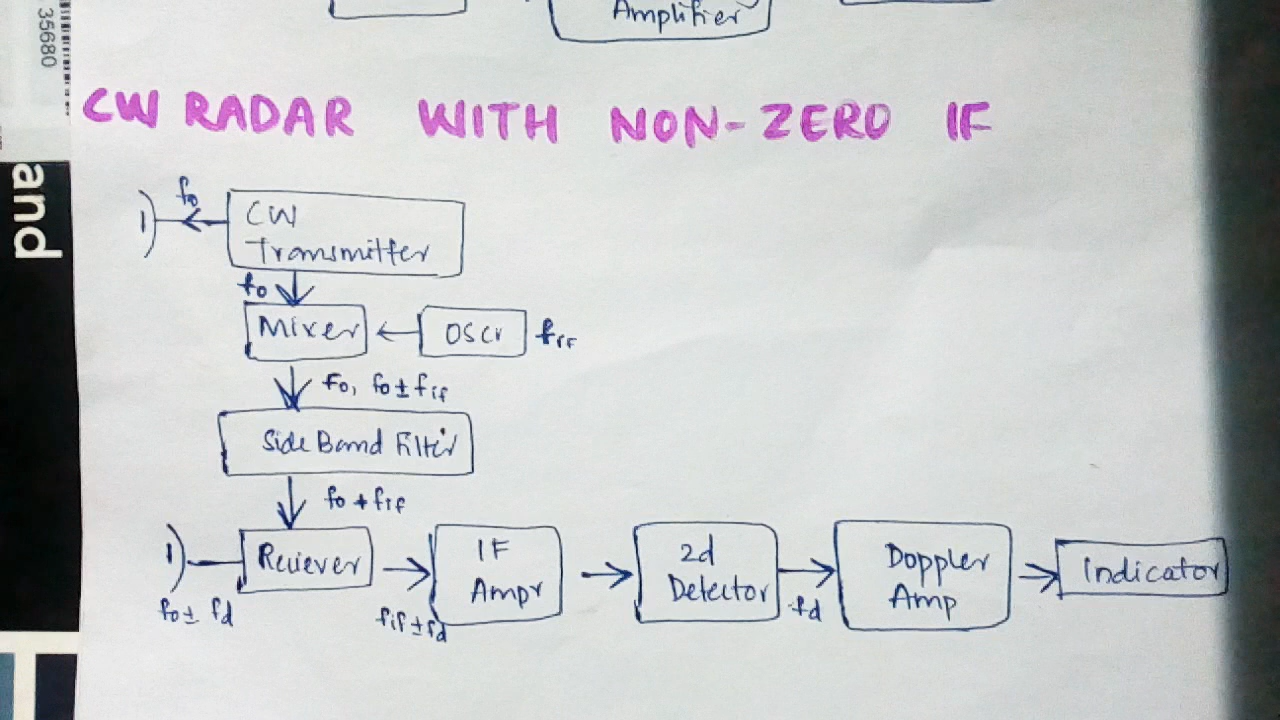 35680
and
Amplifier
CW RADAR WITH NON-ZERO IF
fo
CW
Transmitter
fo
Mixer
OSCr
fIF
Fo, fo±fif
Side Band Filter
fo+fif
Reciever
IF
Ampr
2d
Detector
Doppler
Amp
Indicator
fo± fd
fif±fd
fd